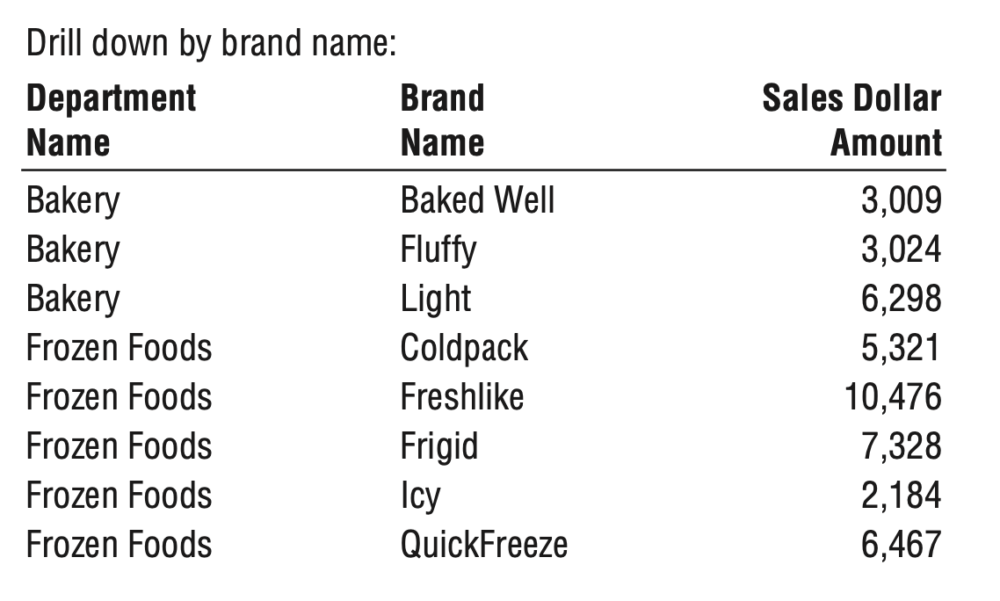 Drill down by brand name:
Department Name Brand Name Sales Dollar Amount
Bakery Baked Well 3,009
Bakery Fluffy 3,024
Bakery Light 6,298
Frozen Foods Coldpack 5,321
Frozen Foods Freshlike 10,476
Frozen Foods Frigid 7,328
Frozen Foods Icy 2,184
Frozen Foods QuickFreeze 6,467